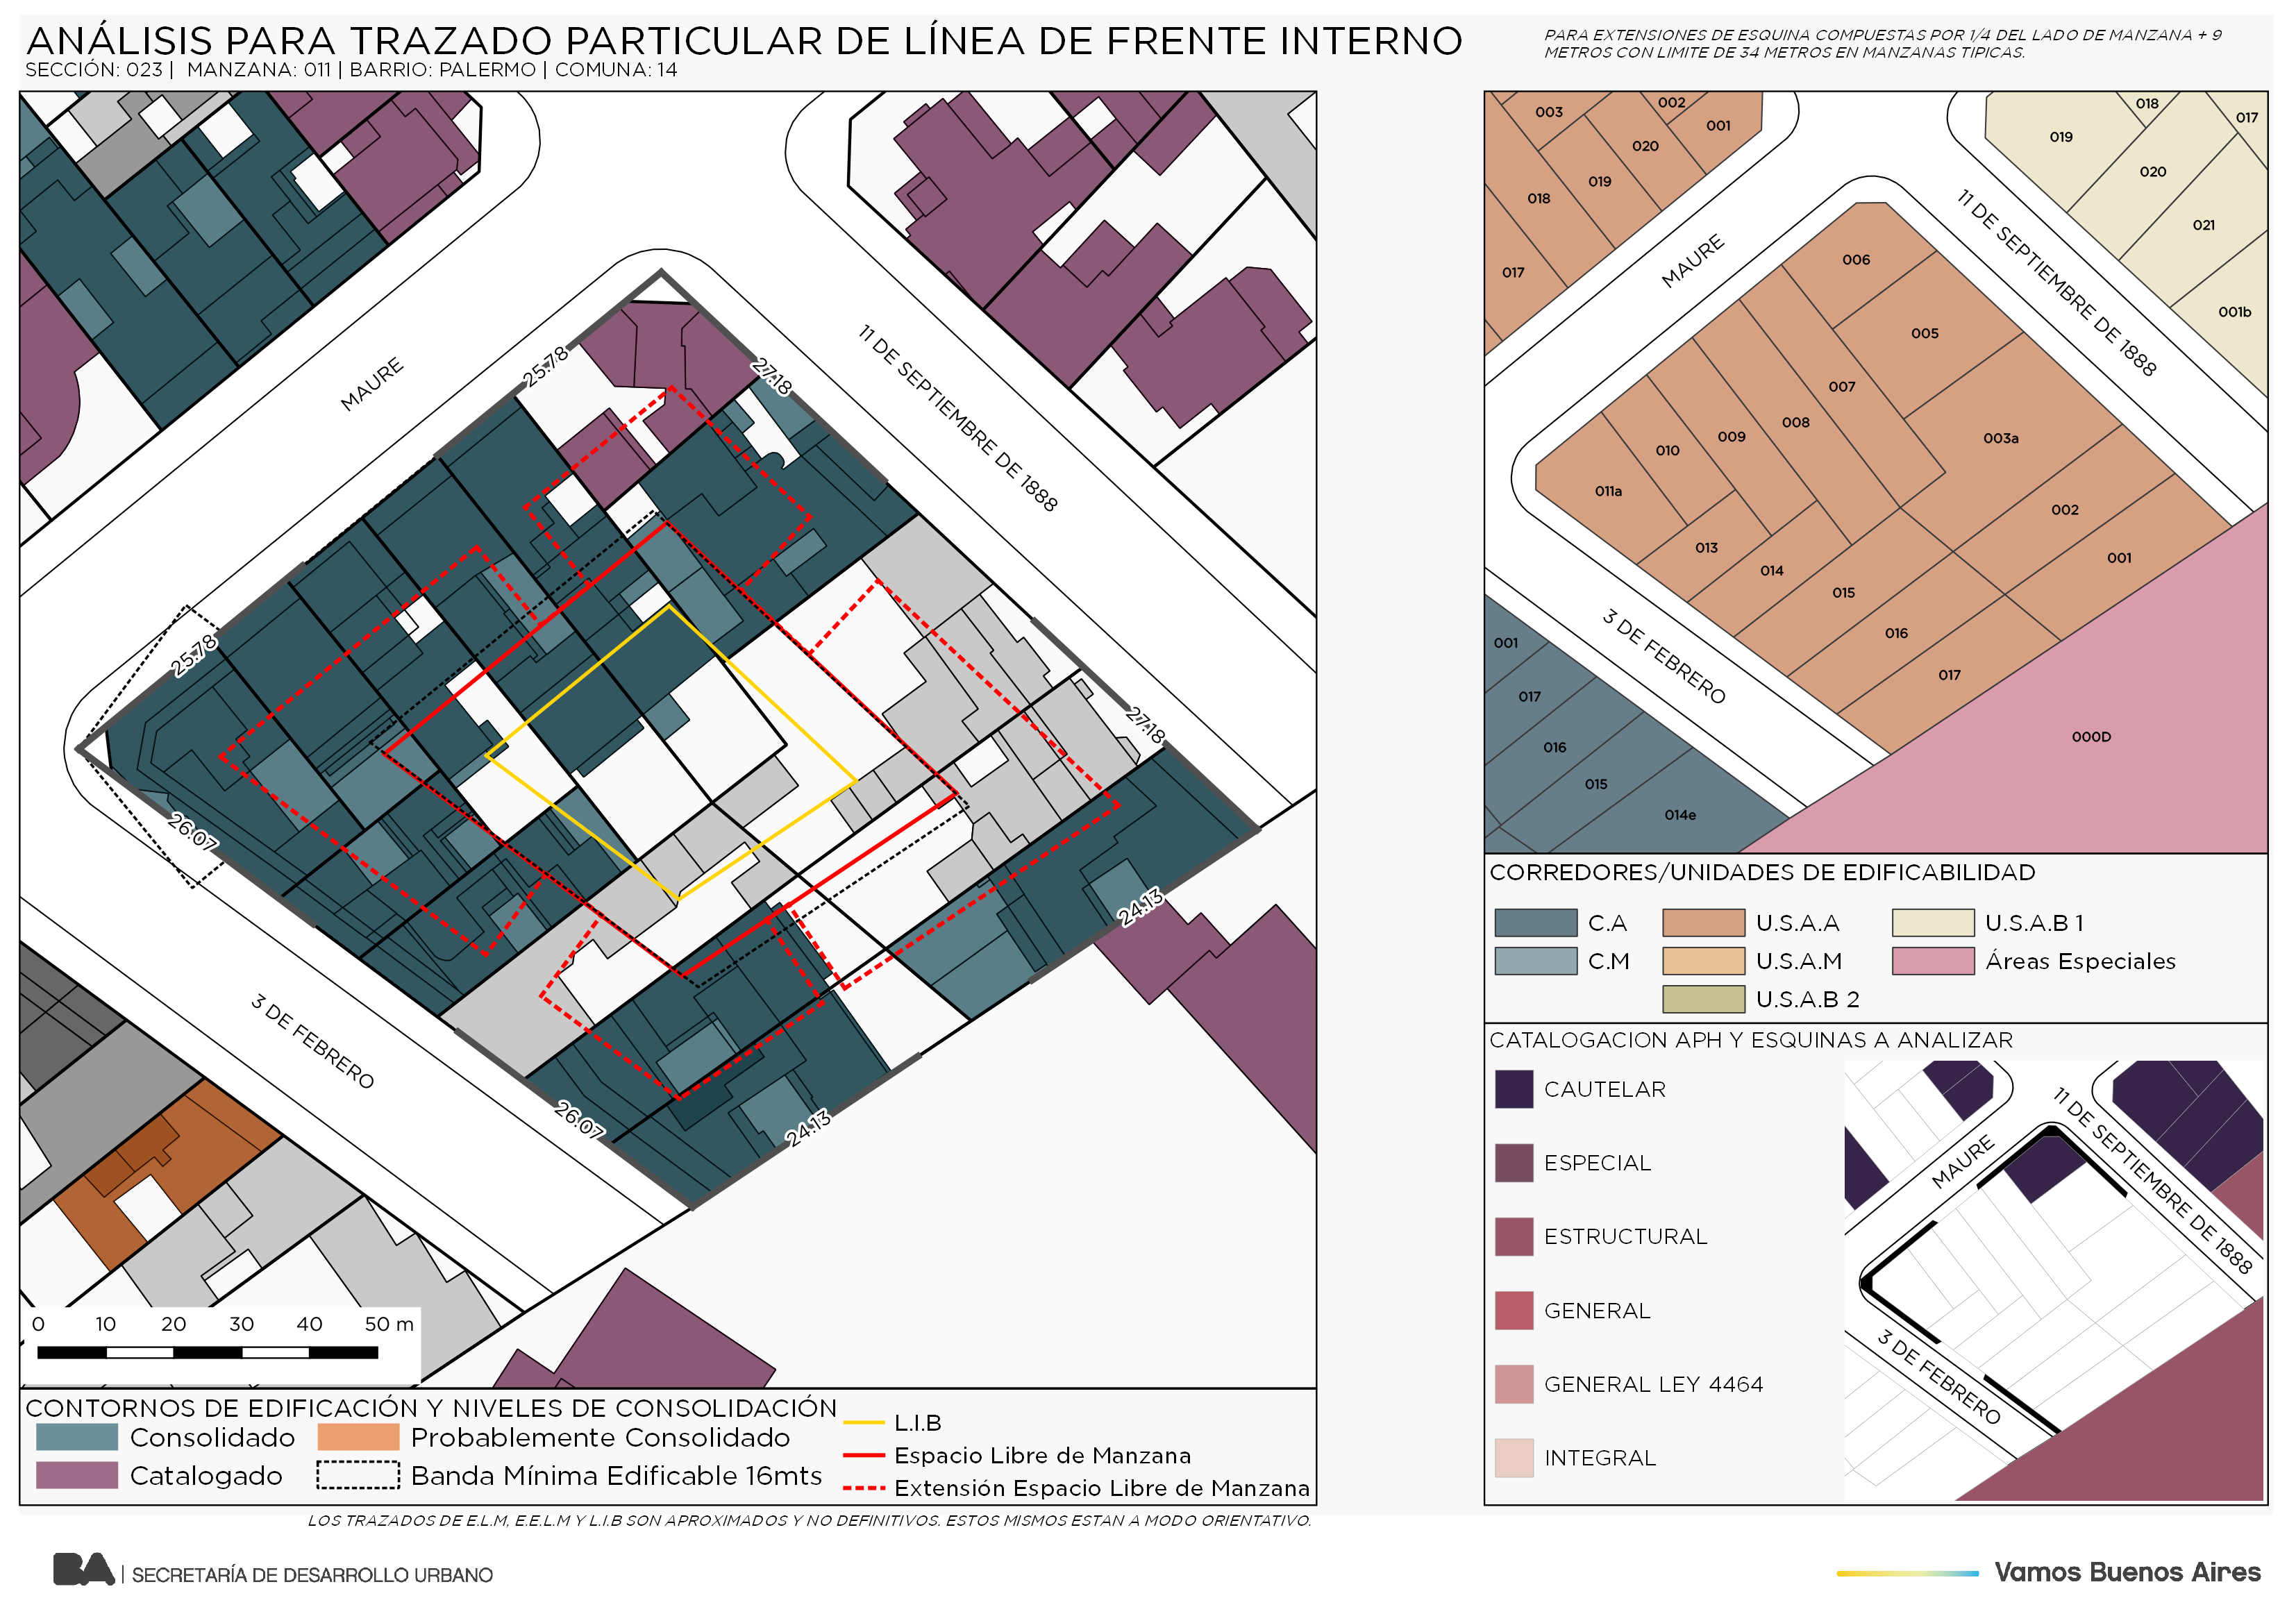 ANÁLISIS PARA TRAZADO PARTICULAR DE LÍNEA DE FRENTE INTERNO
SECCIÓN: 023 | MANZANA: 011 | BARRIO: PALERMO | COMUNA: 14
PARA EXTENSIONES DE ESQUINA COMPUESTAS POR 1/4 DEL LADO DE MANZANA + 9
METROS CON LIMITE DE 34 METROS EN MANZANAS TIPICAS.
MAURE
11 DE SEPTIEMBRE DE 1888
3 DE FEBRERO
25.78
27.18
25.78
26.07
27.18
24.13
26.07
24.13
0 10 20 30 40 50 m
CONTORNOS DE EDIFICACIÓN Y NIVELES DE CONSOLIDACIÓN
Consolidado
Probablemente Consolidado
Catalogado
Banda Mínima Edificable 16mts
L.I.B
Espacio Libre de Manzana
Extensión Espacio Libre de Manzana
LOS TRAZADOS DE E.L.M, E.E.L.M Y L.I.B SON APROXIMADOS Y NO DEFINITIVOS. ESTOS MISMOS ESTAN A MODO ORIENTATIVO.
003
002
001
020
019
018
017
019
018
017
020
021
001b
MAURE
11 DE SEPTIEMBRE DE 1888
3 DE FEBRERO
006
005
007
008
009
010
011a
003a
002
001
013
014
015
016
017
001
017
016
015
014e
000D
CORREDORES/UNIDADES DE EDIFICABILIDAD
C.A
U.S.A.A
U.S.A.B 1
C.M
U.S.A.M
Áreas Especiales
U.S.A.B 2
CATALOGACION APH Y ESQUINAS A ANALIZAR
CAUTELAR
ESPECIAL
ESTRUCTURAL
GENERAL
GENERAL LEY 4464
INTEGRAL
MAURE
11 DE SEPTIEMBRE DE 1888
3 DE FEBRERO
BA | SECRETARÍA DE DESARROLLO URBANO
Vamos Buenos Aires